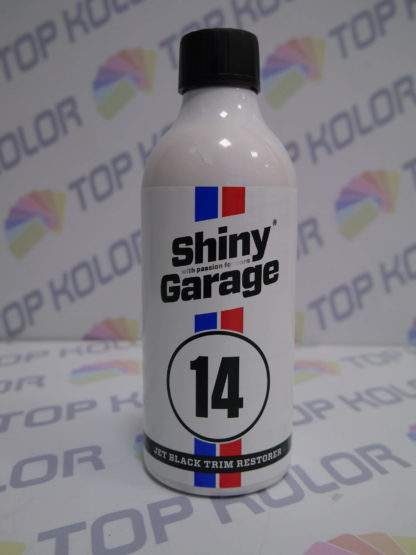 TOP KOLOR
TOP KOLOR
TOP KOLOR
Shiny
with passion for cars
Garage®
14
JET BLACK TRIM RESTORER
TOP KOLOR
TOP KOLOR